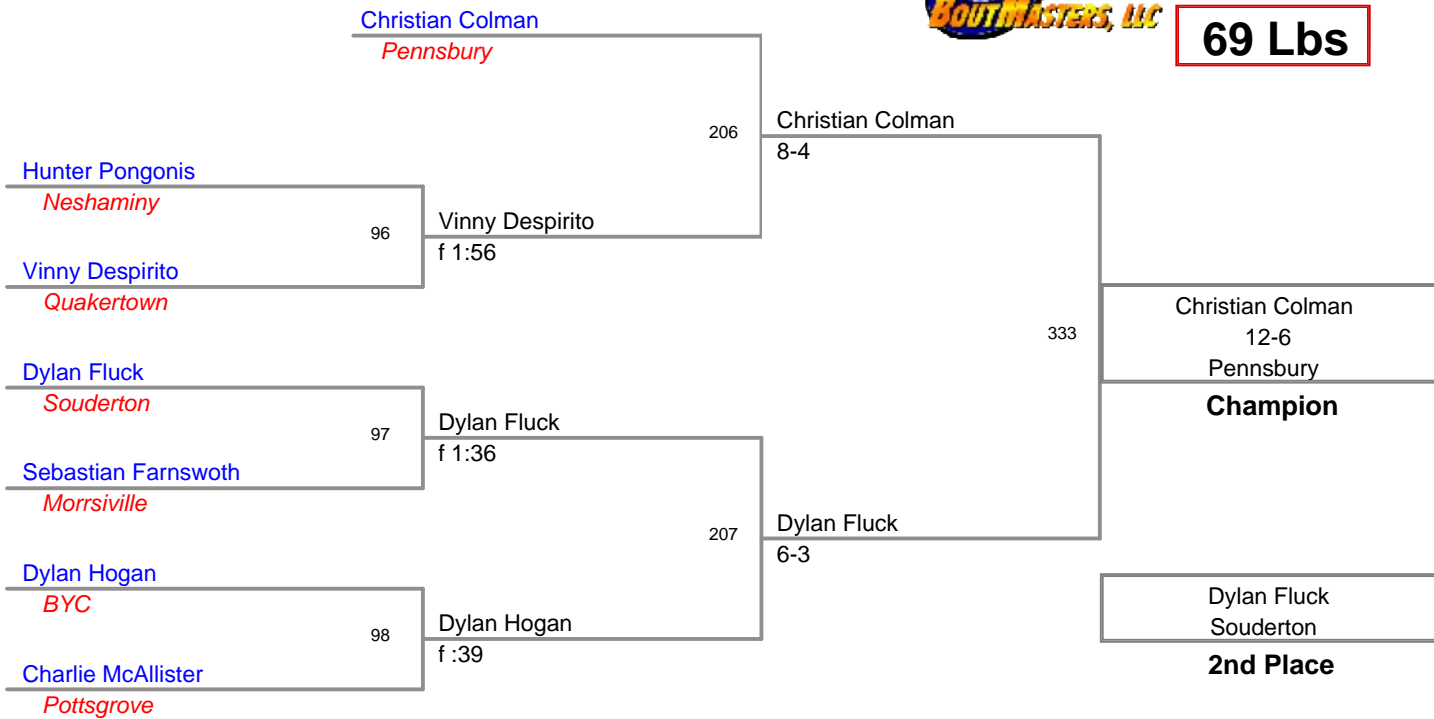 BOUTMASTERS, LLC
69 Lbs
Christian Colman
Pennsbury
206
Christian Colman
8-4
Hunter Pongonis
Neshaminy
96
Vinny Despirito
f 1:56
Vinny Despirito
Quakertown
333
Christian Colman
12-6
Pennsbury
Champion
Dylan Fluck
Souderton
97
Dylan Fluck
f 1:36
Sebastian Farnswoth
Morrsiville
207
Dylan Fluck
6-3
Dylan Hogan
BYC
98
Dylan Hogan
f :39
Charlie McAllister
Pottsgrove
Dylan Fluck
Souderton
2nd Place